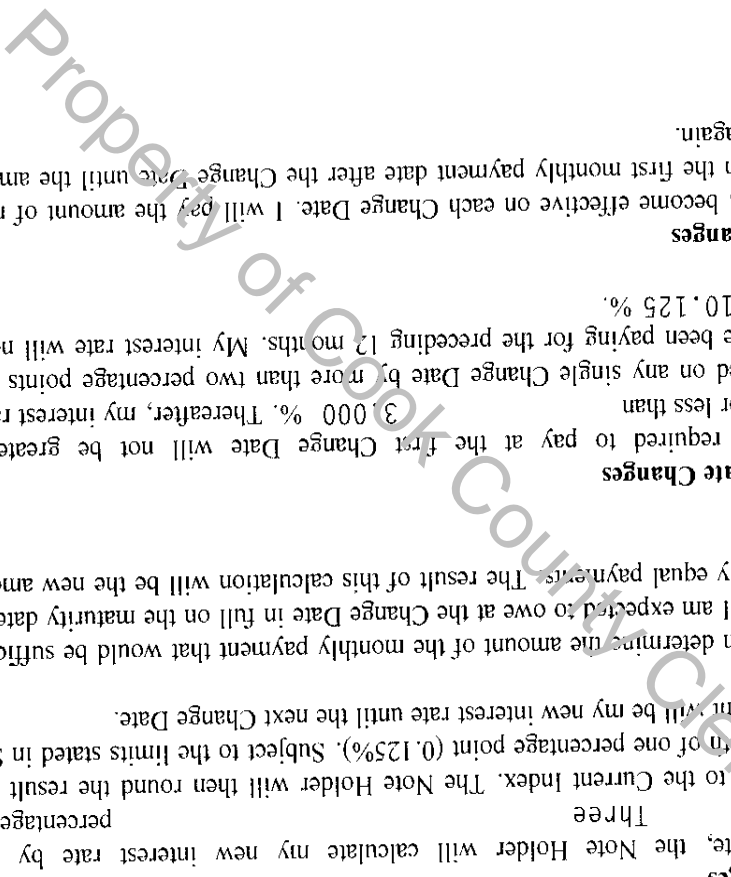 te, the Note Holder will calculate my new interest rate by
Three percentage
to the Current Index. The Note Holder will then round the result
of one percentage point (0.125%). Subject to the limits stated in
will be my new interest rate until the next Change Date.
determine the amount of the monthly payment that would be suffic
I am expected to owe at the Change Date in full on the maturity date
y equal payments. The result of this calculation will be the new am
ate Changes
required to pay at the first Change Date will not be greate
r less than 3.000 %. Thereafter, my interest ra
ed on any single Change Date by more than two percentage points
e been paying for the preceding 12 months. My interest rate will n
10.125 %.
anges
become effective on each Change Date. I will pay the amount of
n the first monthly payment date after the Change Date until the am
again.
Property of Cook County Cle